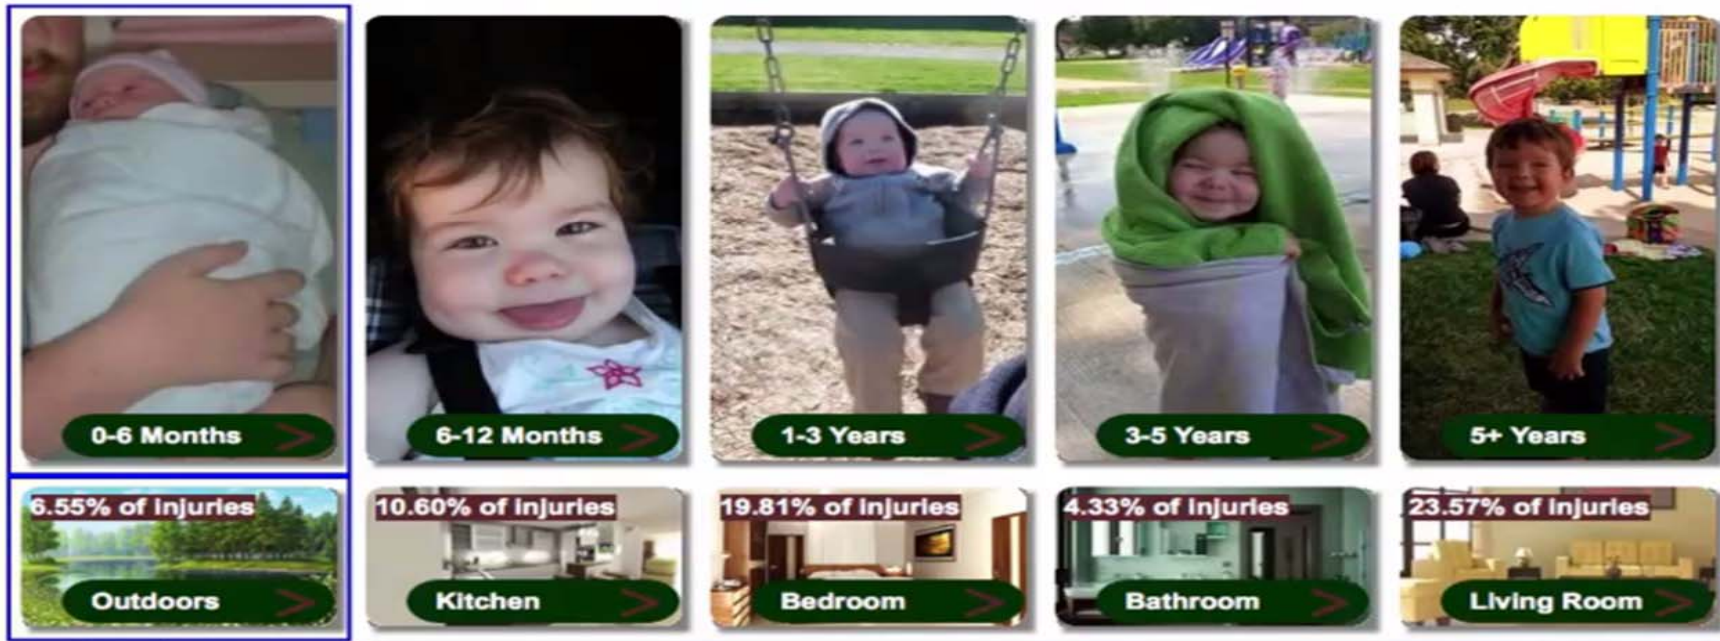 0-6 Months
6-12 Months
1-3 Years
3-5 Years
5+ Years
6.55% of injuries
10.60% of injuries
19.81% of injuries
4.33% of injuries
23.57% of injuries
Outdoors
Kitchen
Bedroom
Bathroom
Living Room